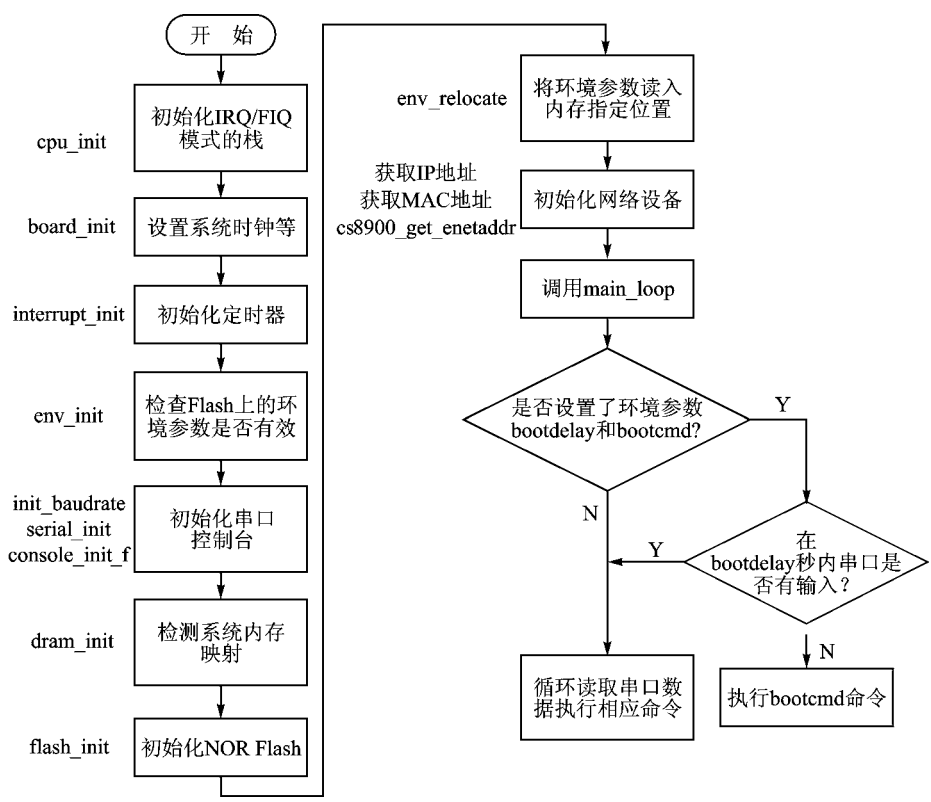 开 始
cpu_init
初始化IRQ/FIQ
模式的栈
board_init
设置系统时钟等
interrupt_init
初始化定时器
env_init
检查Flash上的环
境参数是否有效
init_baudrate
serial_init
console_init_f
初始化串口
控制台
dram_init
检测系统内存
映射
flash_init
初始化NOR Flash
env_relocate
将环境参数读入
内存指定位置
获取IP地址
获取MAC地址
cs8900_get_enetaddr
初始化网络设备
调用main_loop
是否设置了环境参数
bootdelay和bootcmd?
Y
N
在
bootdelay秒内串口是
否有输入?
Y
N
循环读取串口数
据执行相应命令
执行bootcmd命令